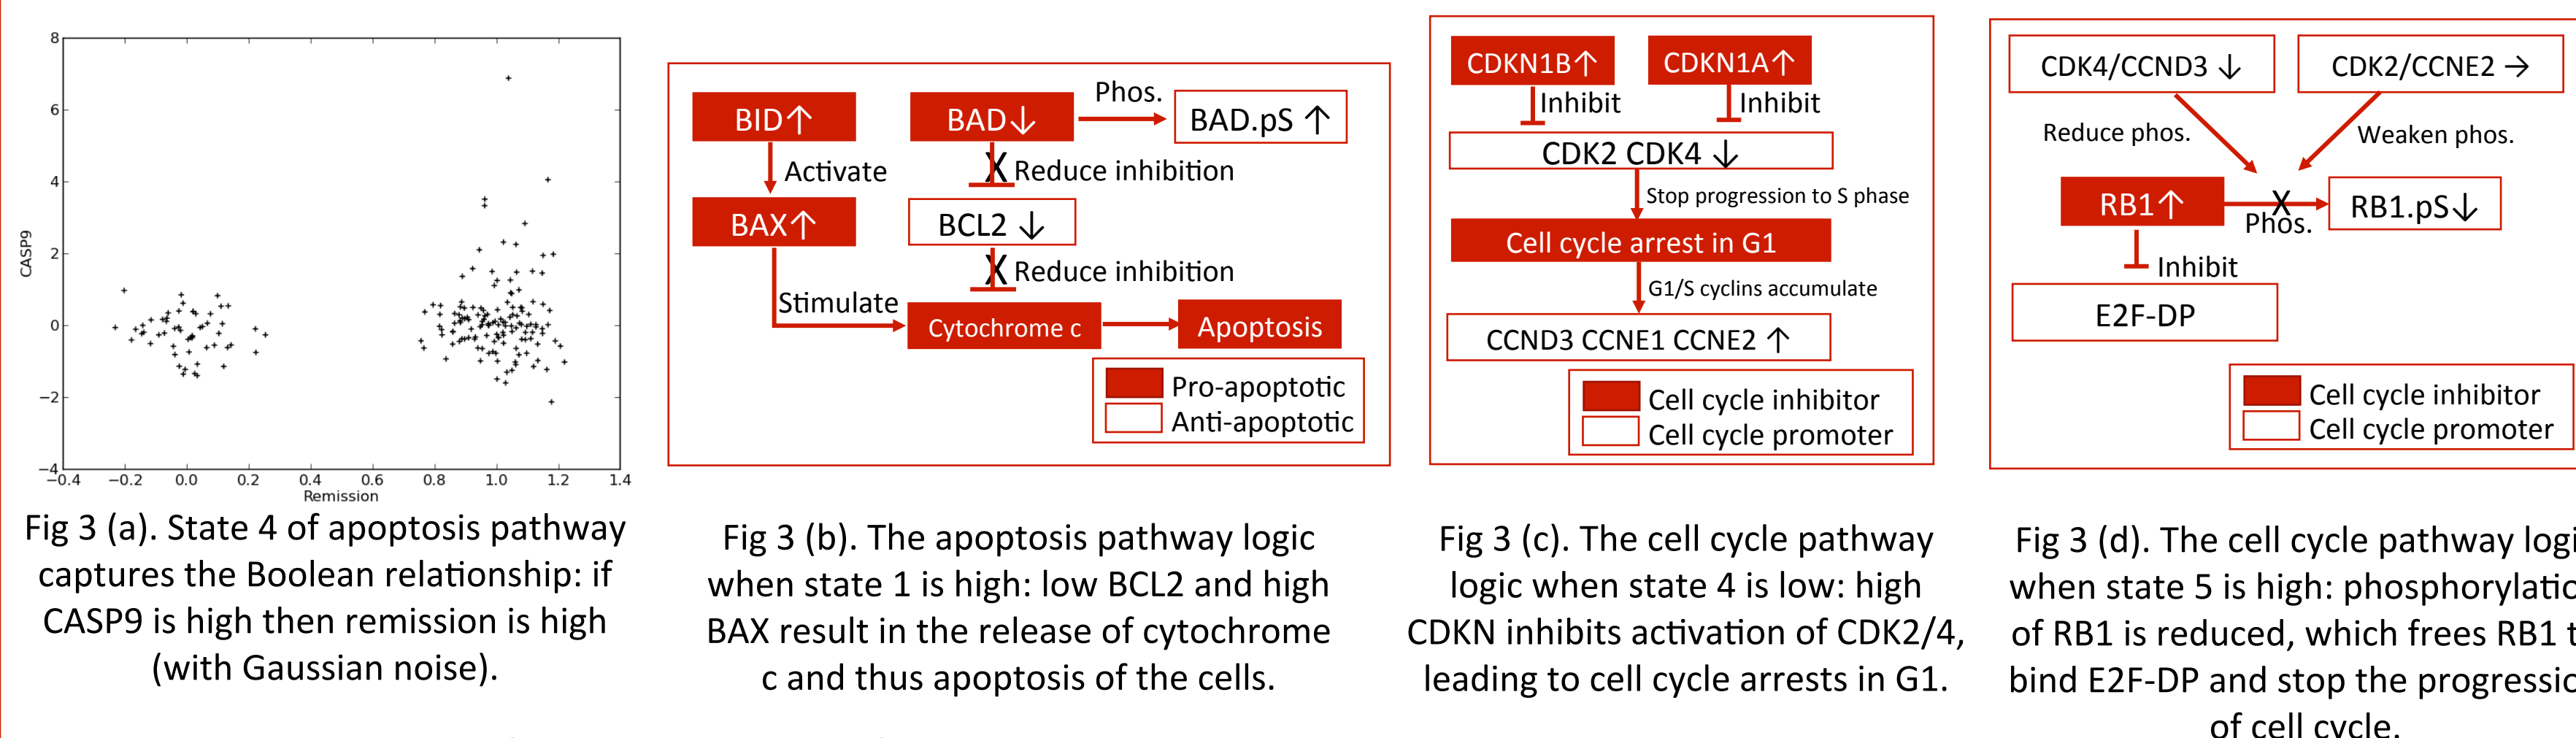 8
6
4
2
0
−2
−4
CASP9
−0.4 −0.2 0.0 0.2 0.4 0.6 0.8 1.0 1.2 1.4
Remission
Fig 3 (a). State 4 of apoptosis pathway
captures the Boolean relationship: if
CASP9 is high then remission is high
(with Gaussian noise).
BID↑
BAD↓
Phos.
BAD.pS ↑
Activate
X Reduce inhibition
BAX↑
BCL2 ↓
X Reduce inhibition
Stimulate
Cytochrome c
Apoptosis
Pro-apoptotic
Anti-apoptotic
Fig 3 (b). The apoptosis pathway logic
when state 1 is high: low BCL2 and high
BAX result in the release of cytochrome
c and thus apoptosis of the cells.
CDKN1B↑
CDKN1A↑
Inhibit
Inhibit
CDK2 CDK4 ↓
Stop progression to S phase
Cell cycle arrest in G1
G1/S cyclins accumulate
CCND3 CCNE1 CCNE2 ↑
Cell cycle inhibitor
Cell cycle promoter
Fig 3 (c). The cell cycle pathway
logic when state 4 is low: high
CDKN inhibits activation of CDK2/4,
leading to cell cycle arrests in G1.
CDK4/CCND3 ↓
CDK2/CCNE2 →
Reduce phos.
Weaken phos.
RB1↑
X
Phos.
RB1.pS↓
Inhibit
E2F-DP
Cell cycle inhibitor
Cell cycle promoter
Fig 3 (d). The cell cycle pathway logi
when state 5 is high: phosphorylatio
of RB1 is reduced, which frees RB1 t
bind E2F-DP and stop the progressio
of cell cycle.